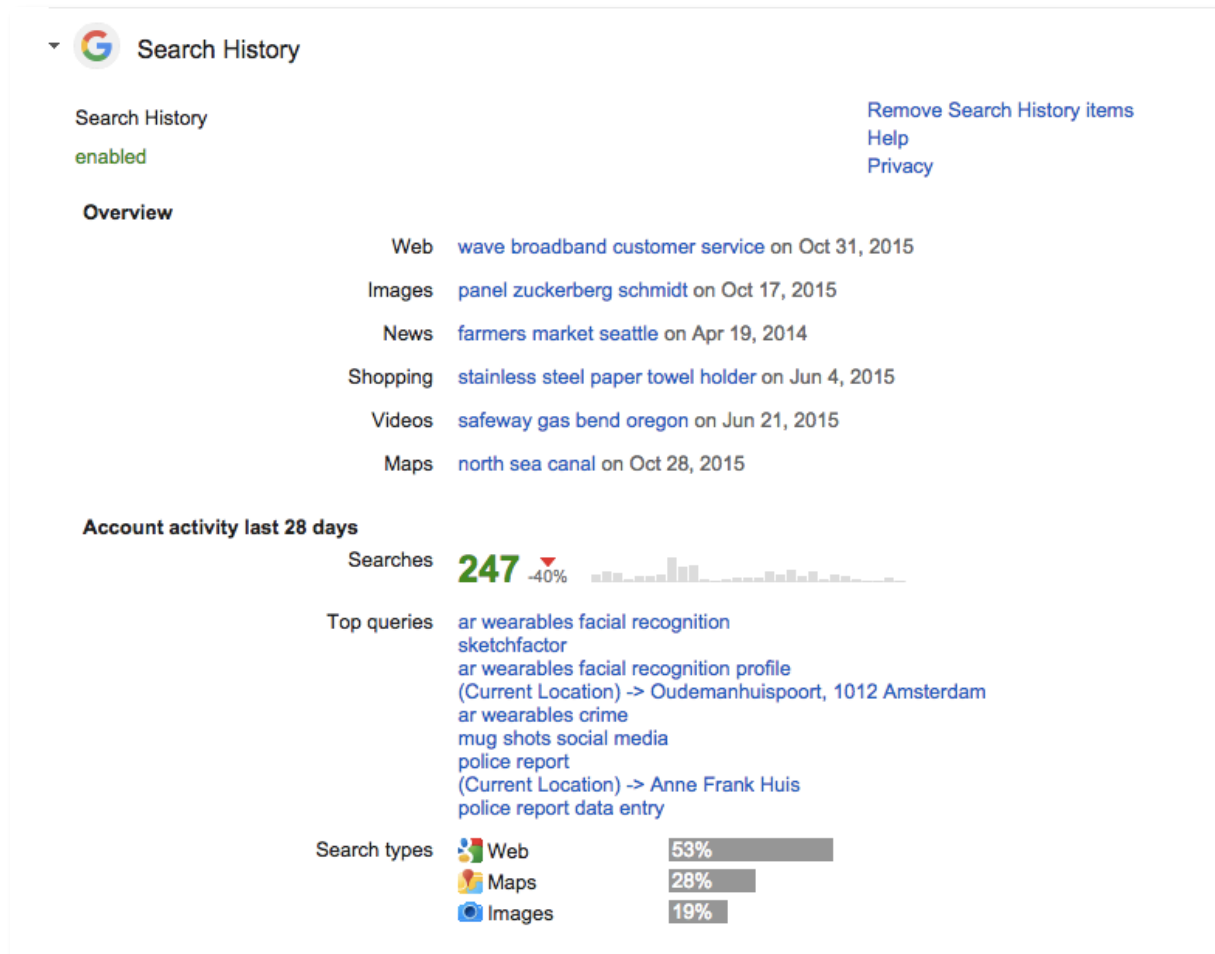 Search History
Search History
enabled
Remove Search History items
Help
Privacy
Overview
Web wave broadband customer service on Oct 31, 2015
Images panel zuckerberg schmidt on Oct 17, 2015
News farmers market seattle on Apr 19, 2014
Shopping stainless steel paper towel holder on Jun 4, 2015
Videos safeway gas bend oregon on Jun 21, 2015
Maps north sea canal on Oct 28, 2015
Account activity last 28 days
Searches 247 -40%
Top queries ar wearables facial recognition
sketchfactor
ar wearables facial recognition profile
(Current Location) -> Oudemanhuispoort, 1012 Amsterdam
ar wearables crime
mug shots social media
police report
(Current Location) -> Anne Frank Huis
police report data entry
Search types Web 53%
Maps 28%
Images 19%